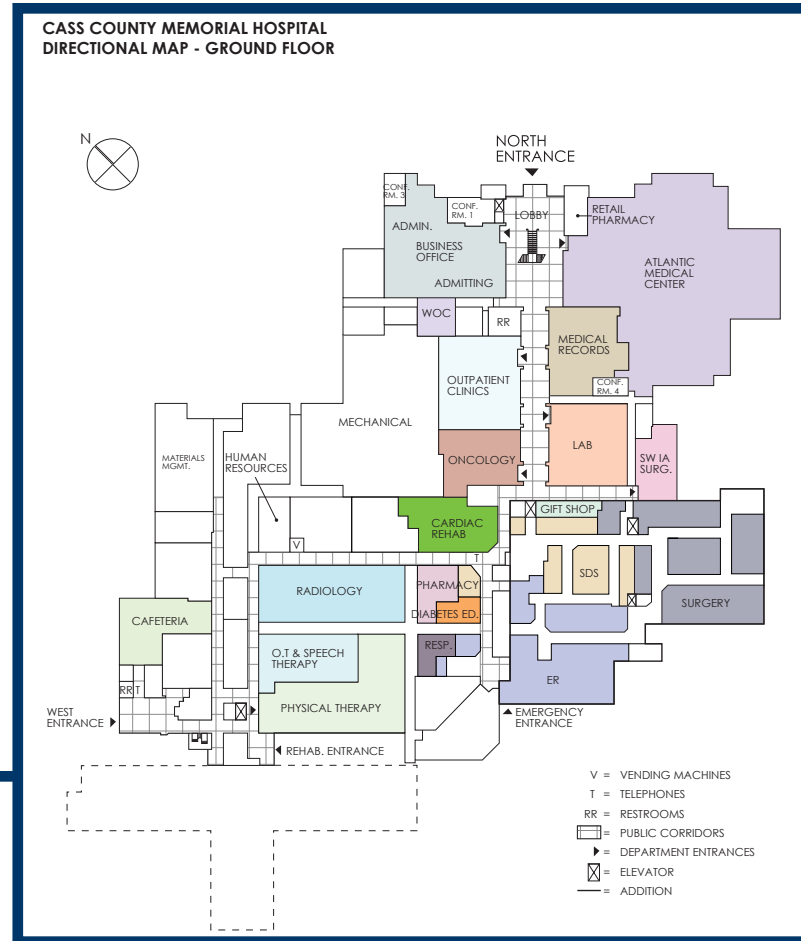 CASS COUNTY MEMORIAL HOSPITAL
DIRECTIONAL MAP - GROUND FLOOR
N
NORTH
ENTRANCE
CONF.
RM. 3
CONF.
RM. 1
LOBBY
RETAIL
PHARMACY
ADMIN.
BUSINESS
OFFICE
ADMITTING
ATLANTIC
MEDICAL
CENTER
WOC
RR
MEDICAL
RECORDS
OUTPATIENT
CLINICS
CONF.
RM. 4
MECHANICAL
LAB
MATERIALS
MGMT.
HUMAN
RESOURCES
ONCOLOGY
SW IA
SURG.
GIFT SHOP
CARDIAC
REHAB
V
T
RADIOLOGY
PHARMACY
SDS
DIABETES ED.
SURGERY
CAFETERIA
RESP.
O.T & SPEECH
THERAPY
ER
RR
T
PHYSICAL THERAPY
WEST
ENTRANCE
EMERGENCY
ENTRANCE
REHAB. ENTRANCE
V = VENDING MACHINES
T = TELEPHONES
RR = RESTROOMS
= PUBLIC CORRIDORS
= DEPARTMENT ENTRANCES
= ELEVATOR
= ADDITION